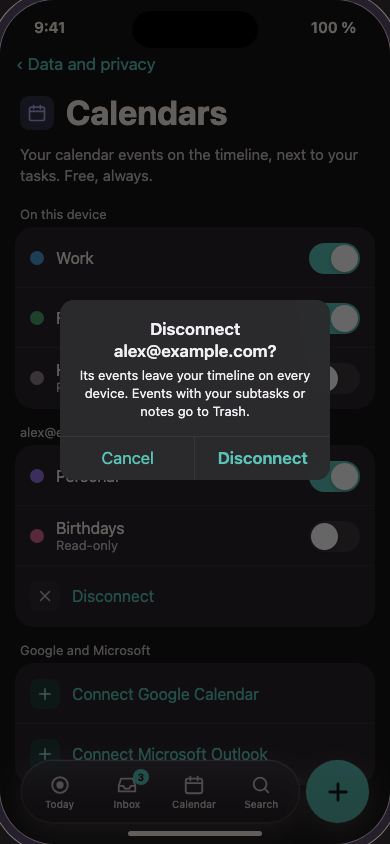 9:41
100 %
‹ Data and privacy
Calendars
Your calendar events on the timeline, next to your
tasks. Free, always.
On this device
Work
Disconnect
alex@example.com?
Its events leave your timeline on every
device. Events with your subtasks or
notes go to Trash.
Cancel
Disconnect
Personal
Birthdays
Read-only
Disconnect
Google and Microsoft
Connect Google Calendar
Connect Microsoft Outlook
3
Today
Inbox
Calendar
Search